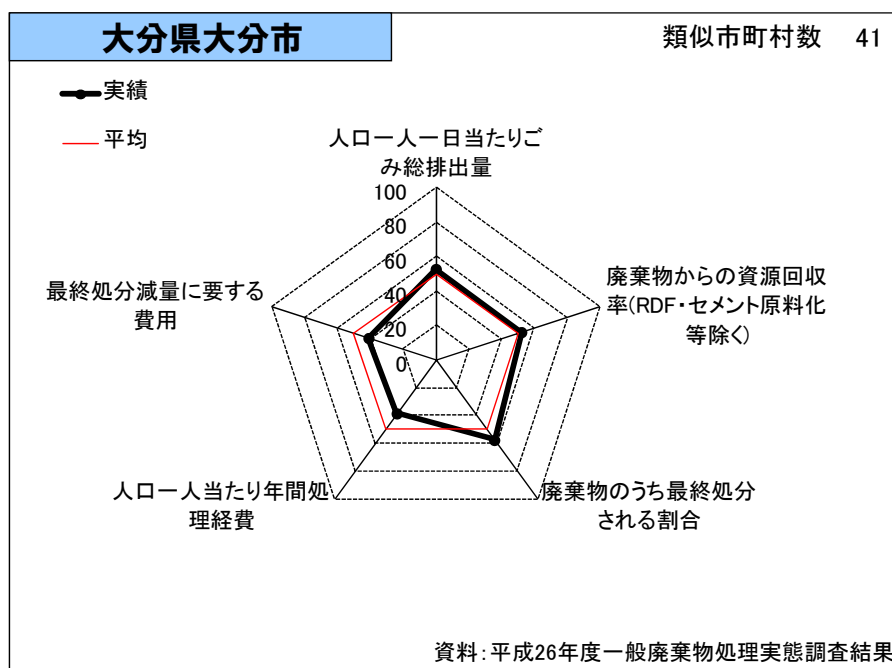 大分県大分市
類似市町村数 41
実績
平均
人口一人一日当たりご
み総排出量
100
80
60
40
20
0
廃棄物からの資源回収
率(RDF・セメント原料化
等除く)
最終処分減量に要する
費用
人口一人当たり年間処
理経費
廃棄物のうち最終処分
される割合
資料:平成26年度一般廃棄物処理実態調査結果